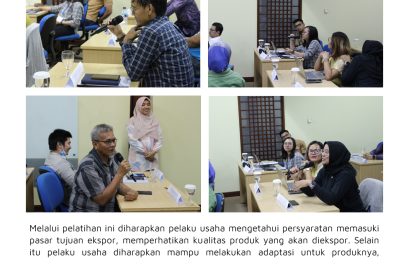 Melalui pelatihan ini diharapkan pelaku usaha mengetahui persyaratan memasuki
pasar tujuan ekspor, memperhatikan kualitas produk yang akan diekspor. Selain
itu pelaku usaha diharapkan mampu melakukan adaptasi untuk produknya,